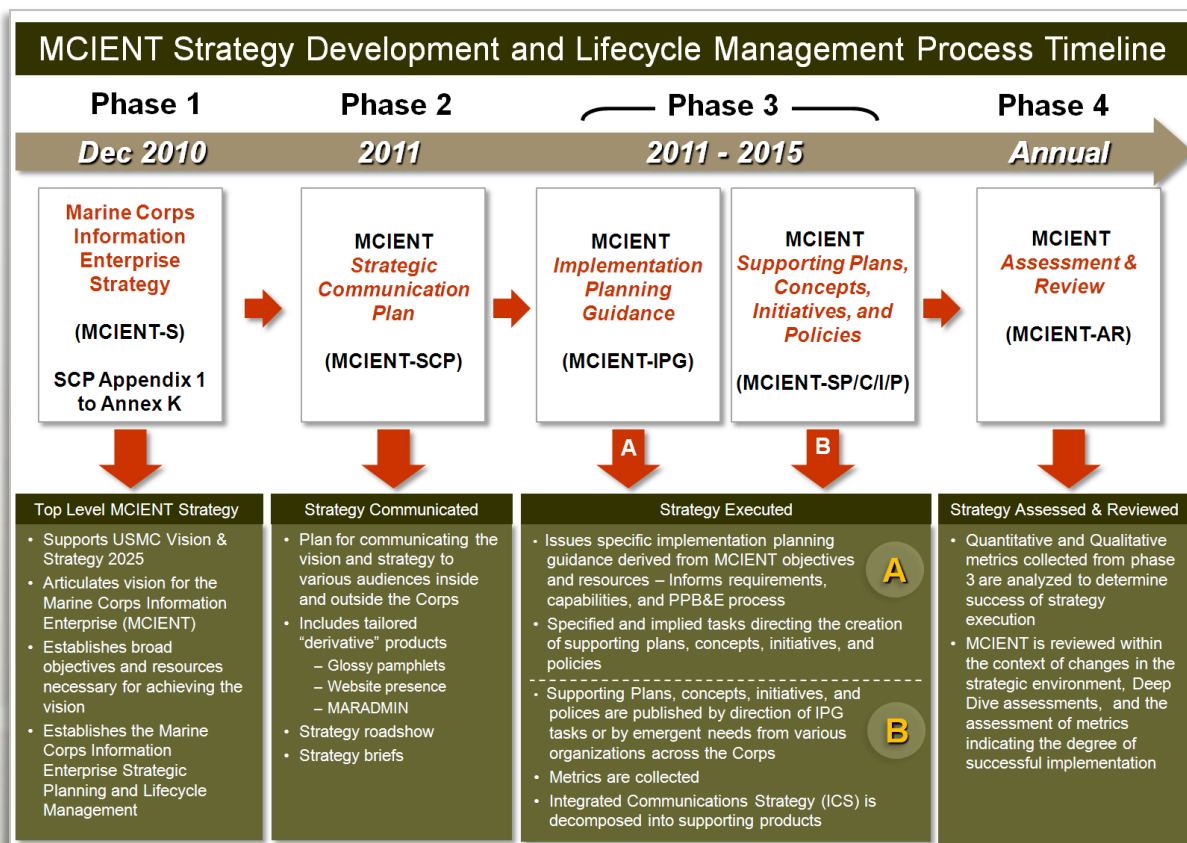 MCIENT Strategy Development and Lifecycle Management Process Timeline
Phase 1
Phase 2
Phase 3
Phase 4
Dec 2010
2011
2011 - 2015
Annual
Marine Corps
Information
Enterprise
Strategy
(MCIENT-S)
SCP Appendix 1
to Annex K
MCIENT
Strategic
Communication
Plan
(MCIENT-SCP)
MCIENT
Implementation
Planning
Guidance
(MCIENT-IPG)
MCIENT
Supporting Plans,
Concepts,
Initiatives, and
Policies
(MCIENT-SP/C/I/P)
MCIENT
Assessment &
Review
(MCIENT-AR)
A
B
Top Level MCIENT Strategy
• Supports USMC Vision &
Strategy 2025
• Articulates vision for the
Marine Corps Information
Enterprise (MCIENT)
• Establishes broad
objectives and resources
necessary for achieving the
vision
• Establishes the Marine
Corps Information
Enterprise Strategic
Planning and Lifecycle
Management
Strategy Communicated
• Plan for communicating the
vision and strategy to
various audiences inside
and outside the Corps
• Includes tailored
“derivative” products
– Glossy pamphlets
– Website presence
– MARADMIN
• Strategy roadshow
• Strategy briefs
Strategy Executed
• Issues specific implementation planning
guidance derived from MCIENT objectives
and resources – Informs requirements,
capabilities, and PPB&E process
• Specified and implied tasks directing the creation
of supporting plans, concepts, initiatives, and
policies
A
• Supporting Plans, concepts, initiatives, and
polices are published by direction of IPG
tasks or by emergent needs from various
organizations across the Corps
• Metrics are collected
• Integrated Communications Strategy (ICS) is
decomposed into supporting products
B
Strategy Assessed & Reviewed
• Quantitative and Qualitative
metrics collected from phase
3 are analyzed to determine
success of strategy
execution
• MCIENT is reviewed within
the context of changes in the
strategic environment, Deep
Dive assessments, and the
assessment of metrics
indicating the degree of
successful implementation